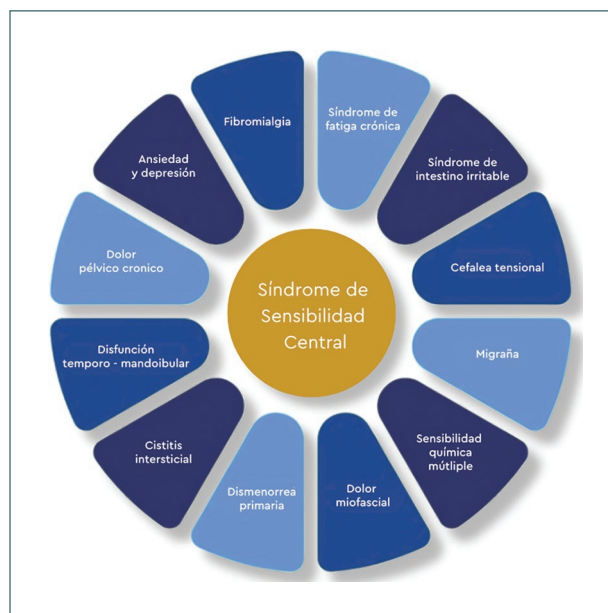 Síndrome de
Sensibilidad
Central
Fibromialgia
Síndrome de
fatiga crónica
Síndrome de
intestino irritable
Cefalea tensional
Migraña
Sensibilidad
química
mútliple
Dolor
miofascial
Dismenorrea
primaria
Cistitis
intersticial
Disfunción
temporo - mandoibular
Dolor
pélvico cronico
Ansiedad
y depresión